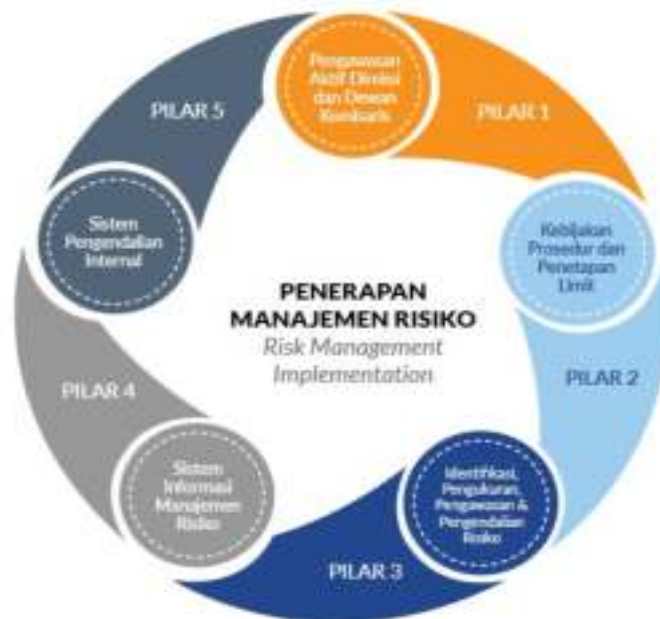 Pengawasan
Aktif Direksi
dan Dewan
Komisaris
PILAR 1
Kebijakan
Prosedur dan
Penetapan
Limit
PILAR 2
Identifikasi,
Pengukuran,
Pengawasan &
Pengendalian
Risiko
PILAR 3
Sistem
Informasi
Manajemen
Risiko
PILAR 4
Sistem
Pengendalian
Internal
PILAR 5
PENERAPAN
MANAJEMEN RISIKO
Risk Management
Implementation